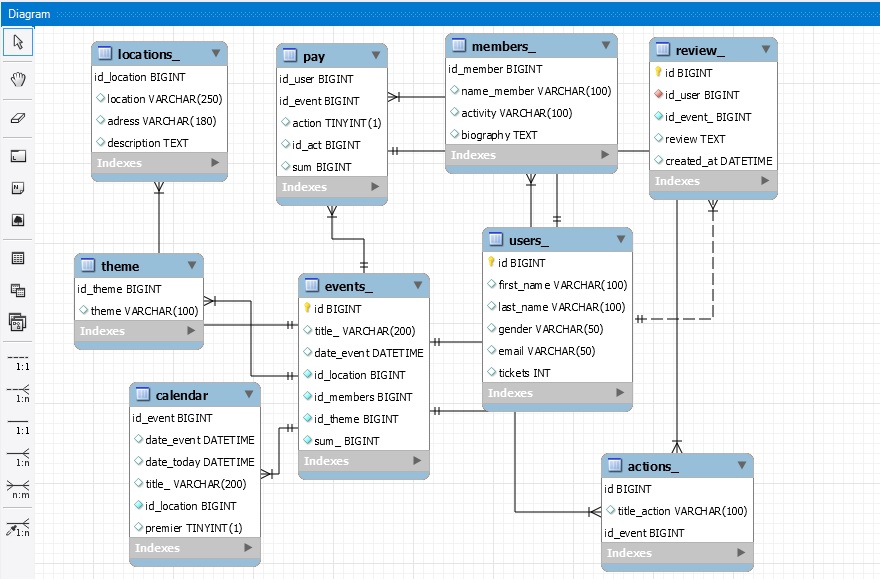 Diagram
locations_
id_location BIGINT
location VARCHAR(250)
adress VARCHAR(180)
description TEXT
Indexes
pay
id_user BIGINT
id_event BIGINT
action TINYINT(1)
id_act BIGINT
sum BIGINT
Indexes
members_
id_member BIGINT
name_member VARCHAR(100)
activity VARCHAR(100)
biography TEXT
Indexes
review_
id BIGINT
id_user BIGINT
id_event_ BIGINT
review TEXT
created_at DATETIME
Indexes
theme
id_theme BIGINT
theme VARCHAR(100)
Indexes
events_
id BIGINT
title_ VARCHAR(200)
date_event DATETIME
id_location BIGINT
id_members BIGINT
id_theme BIGINT
sum_ BIGINT
Indexes
users_
id BIGINT
first_name VARCHAR(100)
last_name VARCHAR(100)
gender VARCHAR(50)
email VARCHAR(50)
tickets INT
Indexes
calendar
id_event BIGINT
date_event DATETIME
date_today DATETIME
title_ VARCHAR(200)
id_location BIGINT
premier TINYINT(1)
Indexes
actions_
id BIGINT
title_action VARCHAR(100)
id_event BIGINT
Indexes
1:1
1:n
1:1
1:n
n:m
1:n